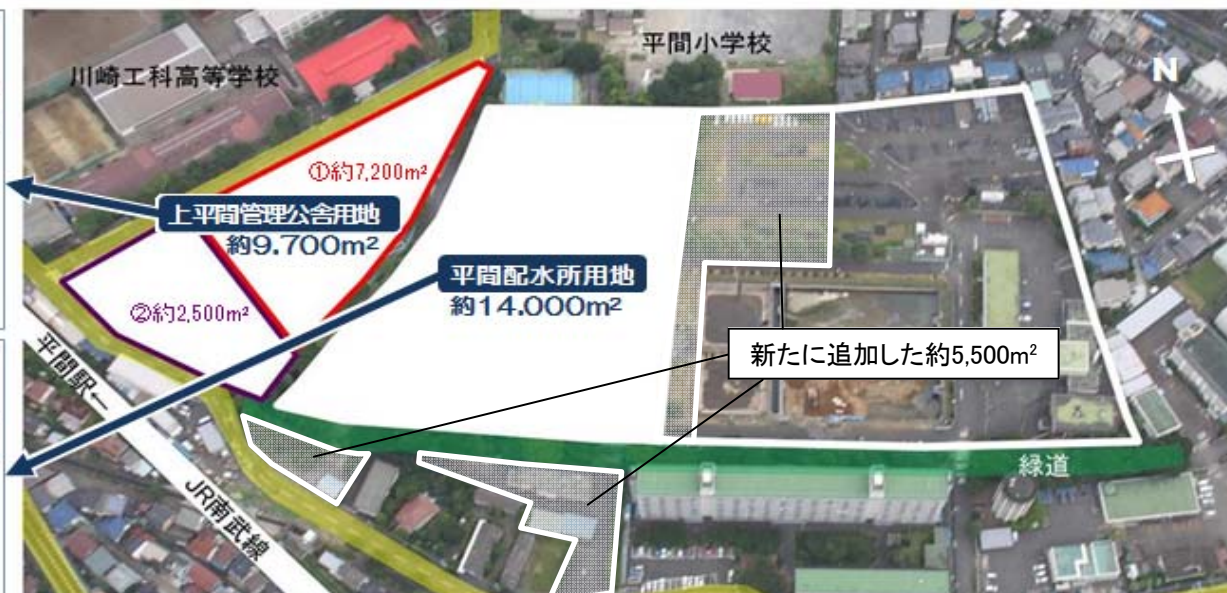 川崎工科高等学校
平間小学校
N
①約7,200m²
上平間管理公舎用地
約9.700m²
平間配水所用地
約14.000m²
②約2,500m²
新たに追加した約5,500m²
平間駅←
JR南武線
緑道